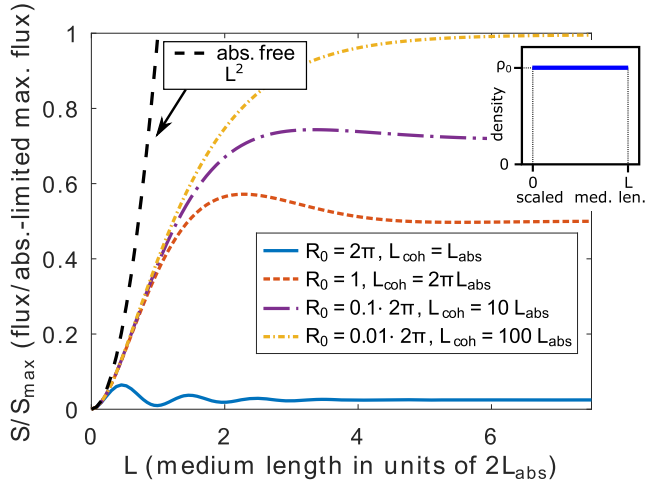 S/S_max (flux/abs.-limited max. flux)
1
0.8
0.6
0.4
0.2
0
0
2
4
6
L (medium length in units of 2L_abs)
abs. free
L²
R₀ = 2π, L_coh = L_abs
R₀ = 1, L_coh = 2πL_abs
R₀ = 0.1· 2π, L_coh = 10 L_abs
R₀ = 0.01· 2π, L_coh = 100 L_abs
density
ρ₀
0
0
L
scaled med. len.